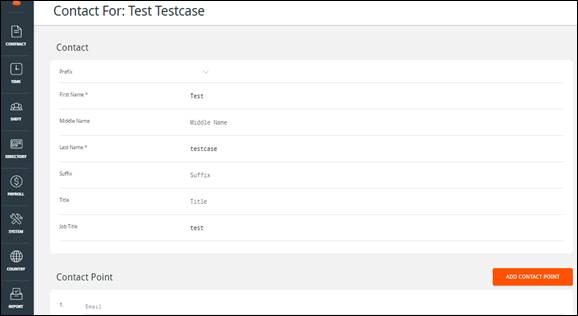 Contact For: Test Testcase
CONTRACT
TIME
SHIFT
DIRECTORY
PAYROLL
SYSTEM
COUNTRY
REPORT
Contact
Prefix
First Name * Test
Middle Name Middle Name
Last Name * testcase
Suffix Suffix
Title Title
Job Title test
Contact Point ADD CONTACT POINT
1. Email